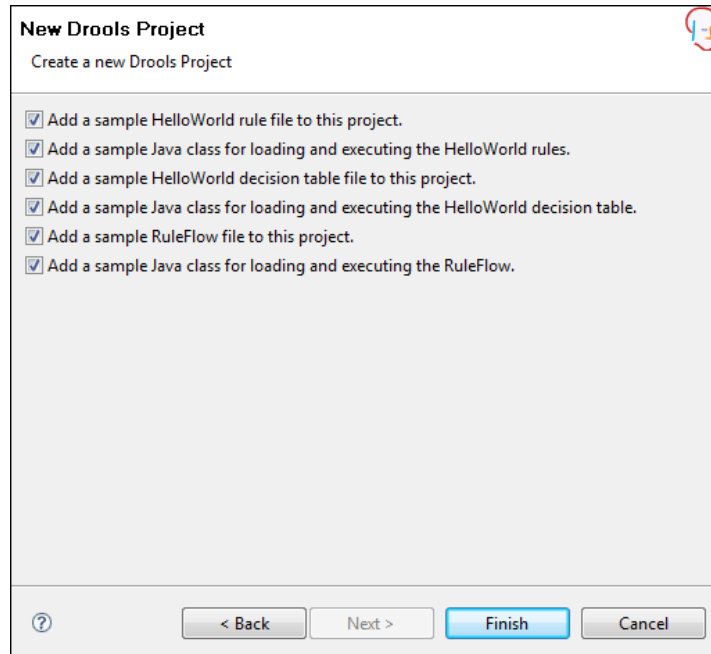 New Drools Project
Create a new Drools Project
Add a sample HelloWorld rule file to this project.
Add a sample Java class for loading and executing the HelloWorld rules.
Add a sample HelloWorld decision table file to this project.
Add a sample Java class for loading and executing the HelloWorld decision table.
Add a sample RuleFlow file to this project.
Add a sample Java class for loading and executing the RuleFlow.
? < Back Next > Finish Cancel